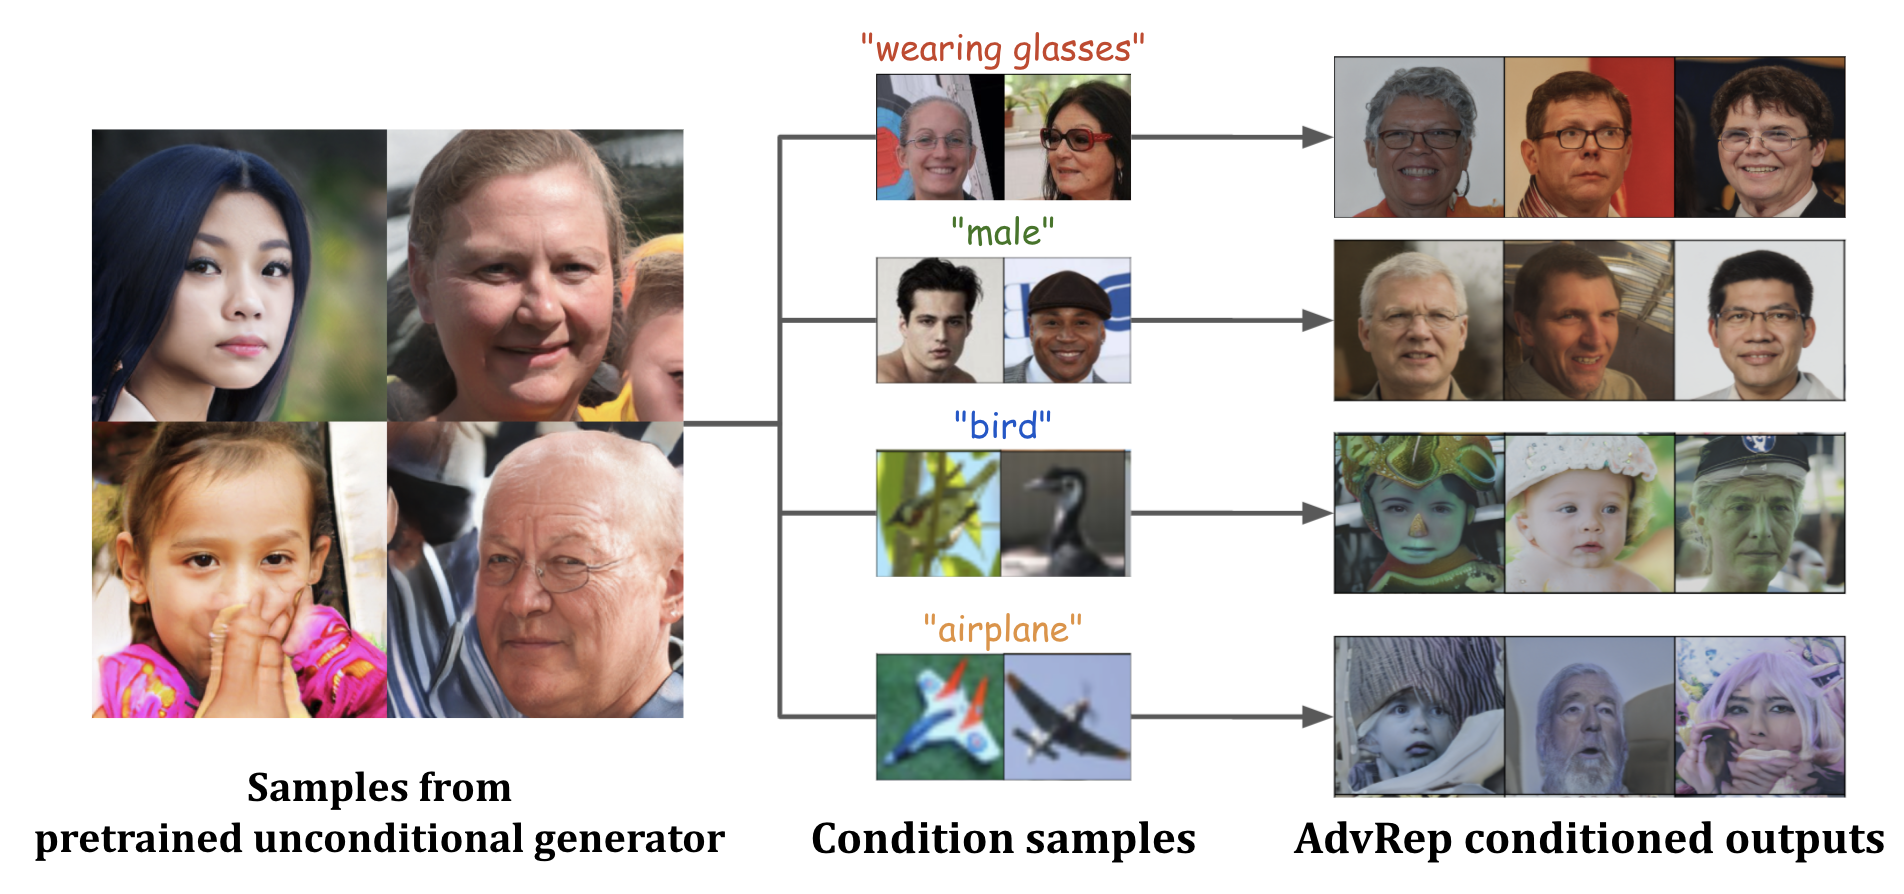 "wearing glasses"
"male"
"bird"
"airplane"
Samples from
pretrained unconditional generator
Condition samples
AdvRep conditioned outputs